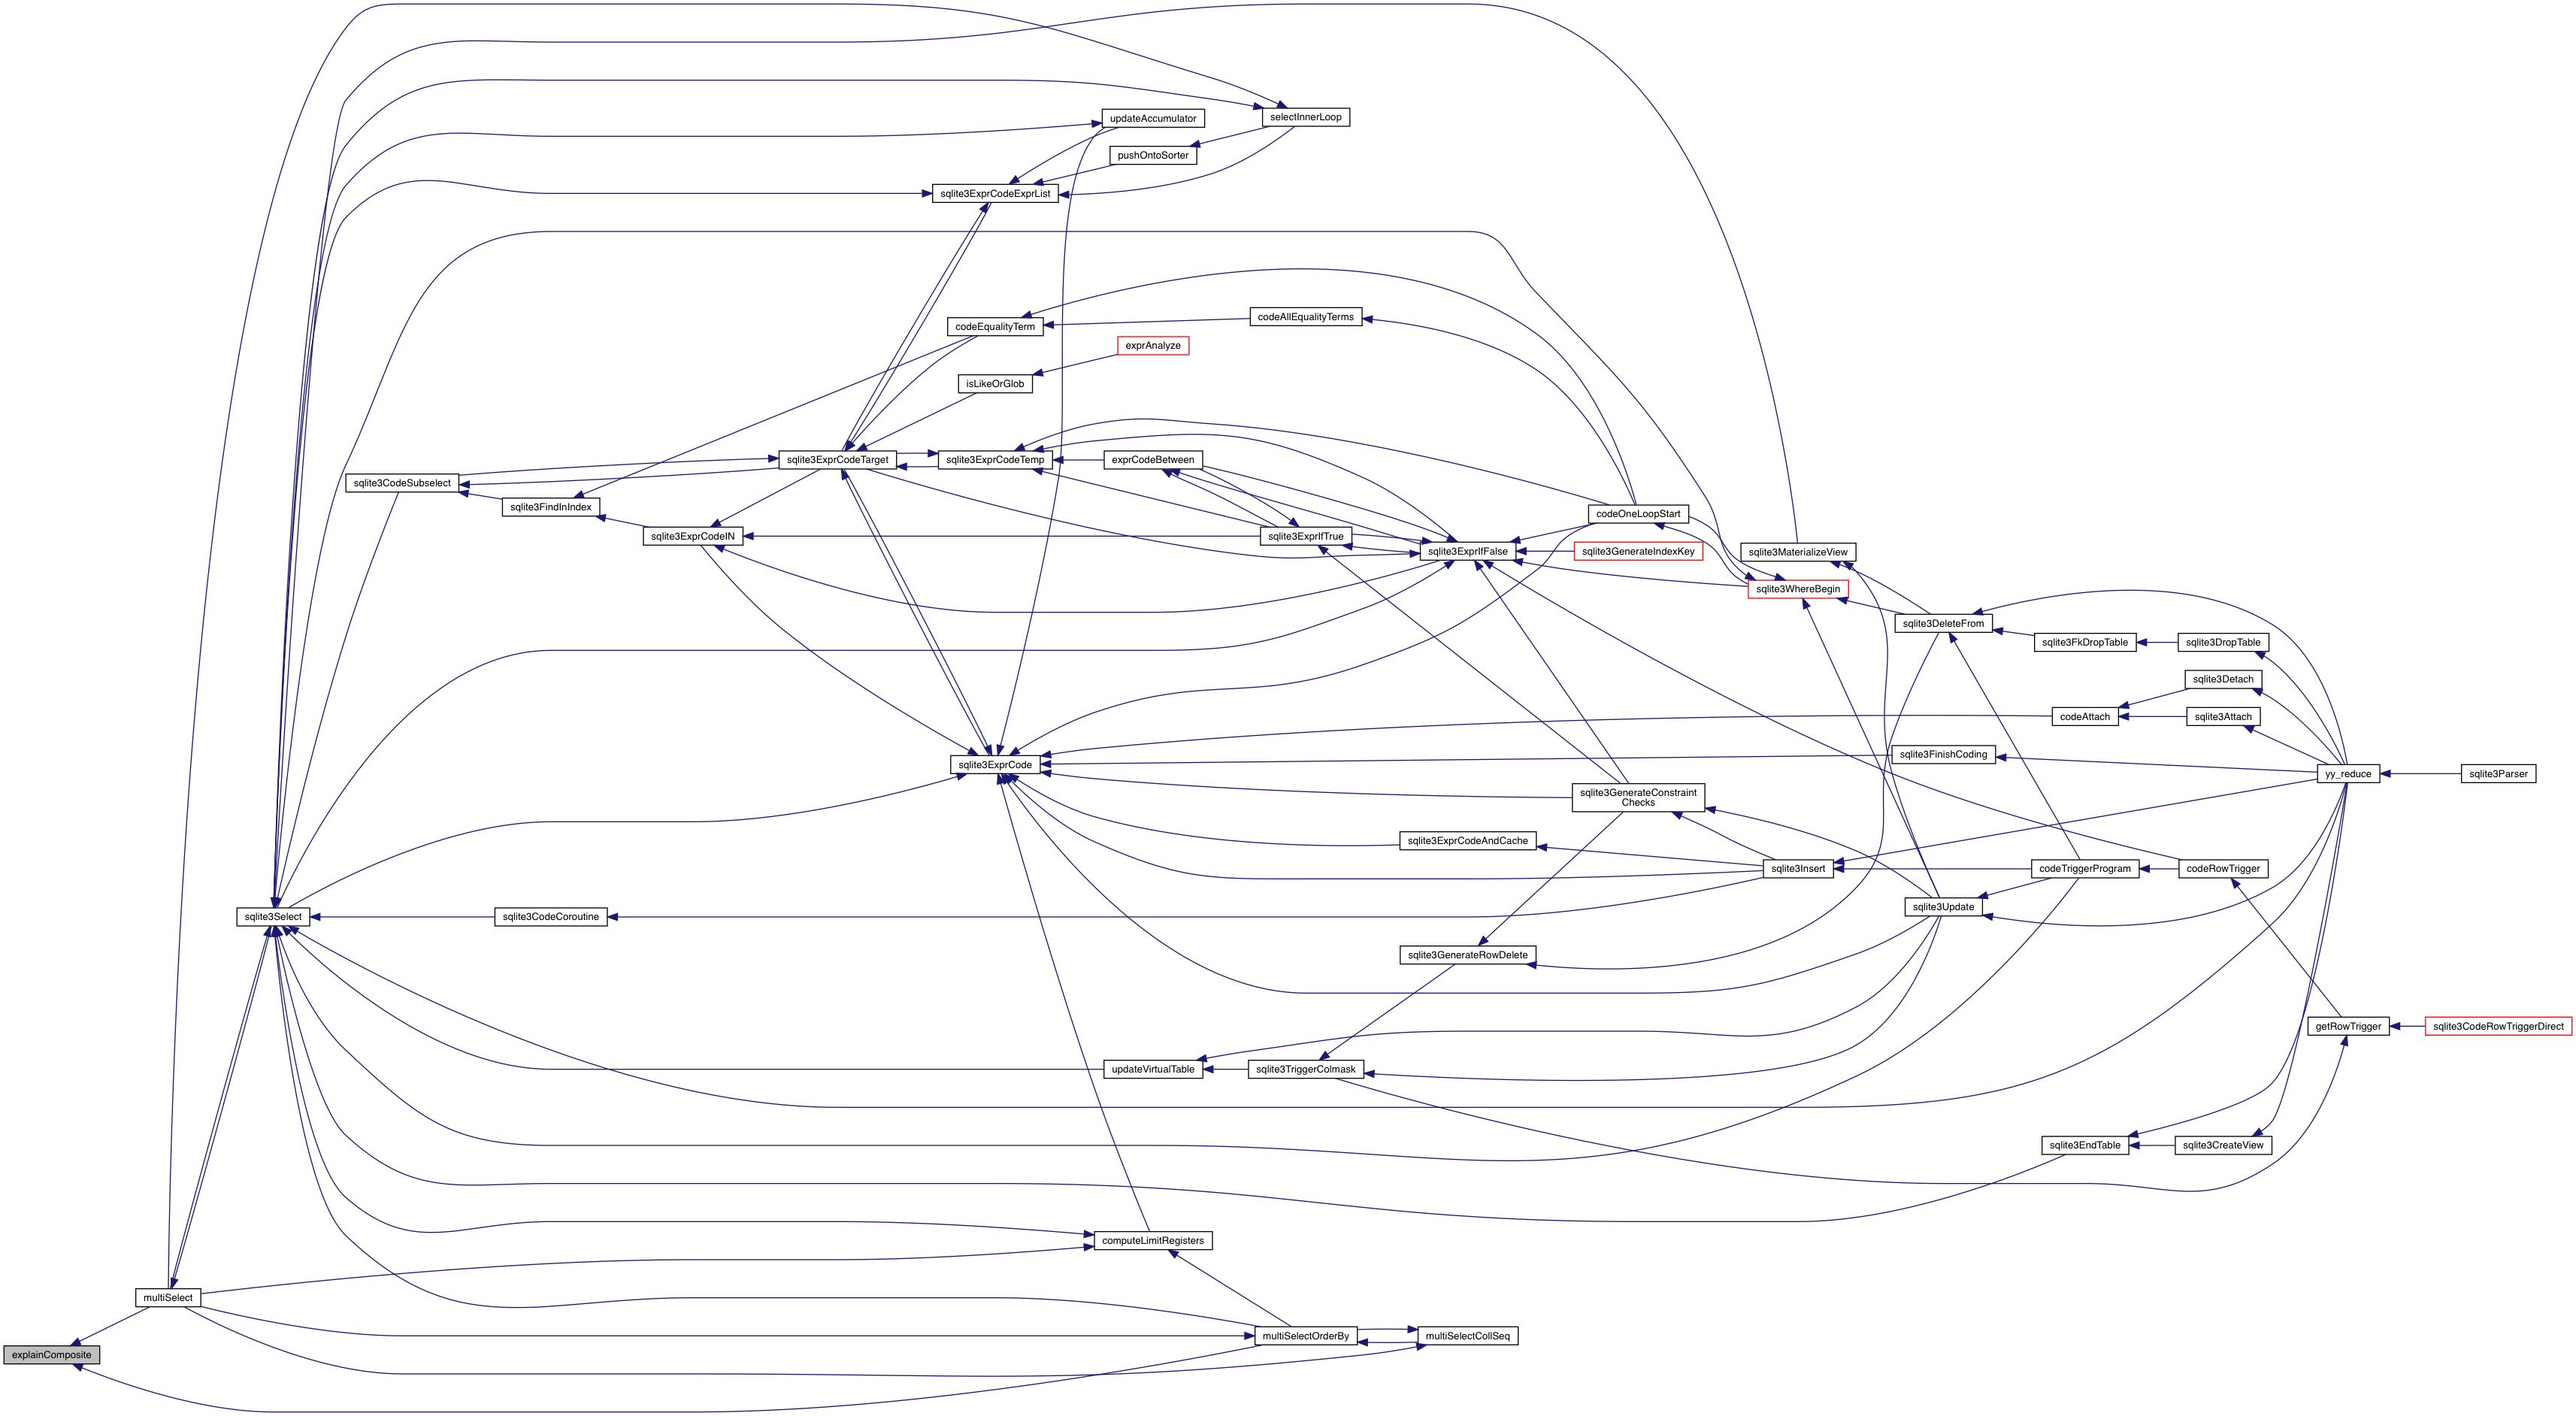 selectInnerLoop
updateAccumulator
pushOntoSorter
sqlite3ExprCodeExprList
codeEqualityTerm
codeAllEqualityTerms
exprAnalyze
isLikeOrGlob
sqlite3ExprCodeTarget
sqlite3ExprCodeTemp
exprCodeBetween
sqlite3CodeSubselect
sqlite3FindInIndex
codeOneLoopStart
sqlite3ExprCodeIN
sqlite3ExprIfTrue
sqlite3ExprIfFalse
sqlite3GenerateIndexKey
sqlite3MaterializeView
sqlite3WhereBegin
sqlite3DeleteFrom
sqlite3FkDropTable
sqlite3DropTable
sqlite3Detach
codeAttach
sqlite3Attach
sqlite3FinishCoding
sqlite3ExprCode
yy_reduce
sqlite3Parser
sqlite3GenerateConstraint
Checks
sqlite3ExprCodeAndCache
sqlite3Insert
codeTriggerProgram
codeRowTrigger
sqlite3Select
sqlite3CodeCoroutine
sqlite3Update
sqlite3GenerateRowDelete
getRowTrigger
sqlite3CodeRowTriggerDirect
updateVirtualTable
sqlite3TriggerColmask
sqlite3EndTable
sqlite3CreateView
computeLimitRegisters
multiSelect
multiSelectOrderBy
multiSelectCollSeq
explainComposite